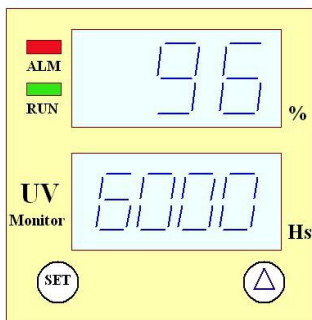 96
ALM
RUN
%
UV
6000
Monitor
Hs
SET